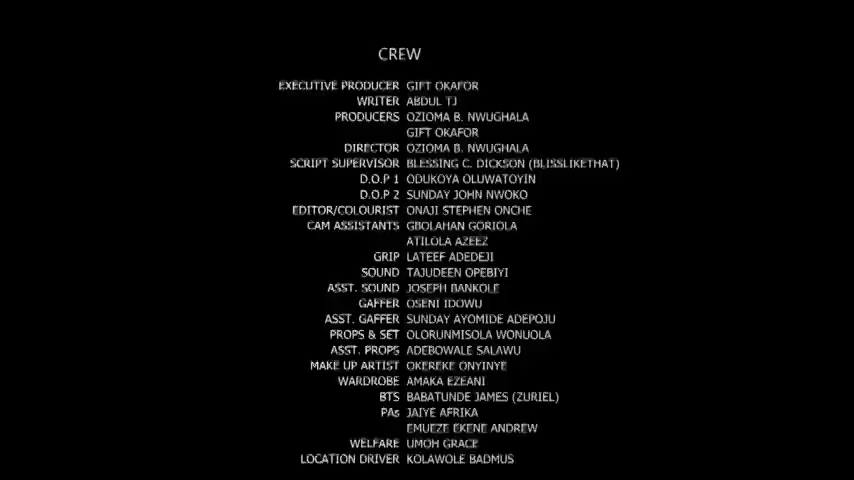 CREW
EXECUTIVE PRODUCER GIFT OKAFOR
WRITER ABDUL TJ
PRODUCERS OZIOMA B. NWUGHALA
GIFT OKAFOR
DIRECTOR OZIOMA B. NWUGHALA
SCRIPT SUPERVISOR BLESSING C. DICKSON (BLISSLIKETHAT)
D.O.P 1 ODUKOYA OLUWATOYIN
D.O.P 2 SUNDAY JOHN NWOKO
EDITOR/COLOURIST ONAJI STEPHEN ONCHE
CAM ASSISTANTS GBOLAHAN GORIOLA
ATILOLA AZEEZ
GRIP LATEEF ADEDEJI
SOUND TAJUDEEN OPEBIYI
ASST. SOUND JOSEPH BANKOLE
GAFFER OSENI IDOWU
ASST. GAFFER SUNDAY AYOMIDE ADEPOJU
PROPS & SET OLORUNMISOLA WONUOLA
ASST. PROPS ADEBOWALE SALAWU
MAKE UP ARTIST OKEREKE ONYINYE
WARDROBE AMAKA EZEANI
BTS BABATUNDE JAMES (ZURIEL)
PAs JAIYE AFRIKA
EMUEZE EKENE ANDREW
WELFARE UMOH GRACE
LOCATION DRIVER KOLAWOLE BADMUS